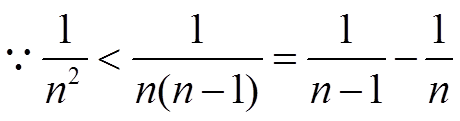 ∵ 1/n² < 1/n(n−1) = 1/n−1 − 1/n